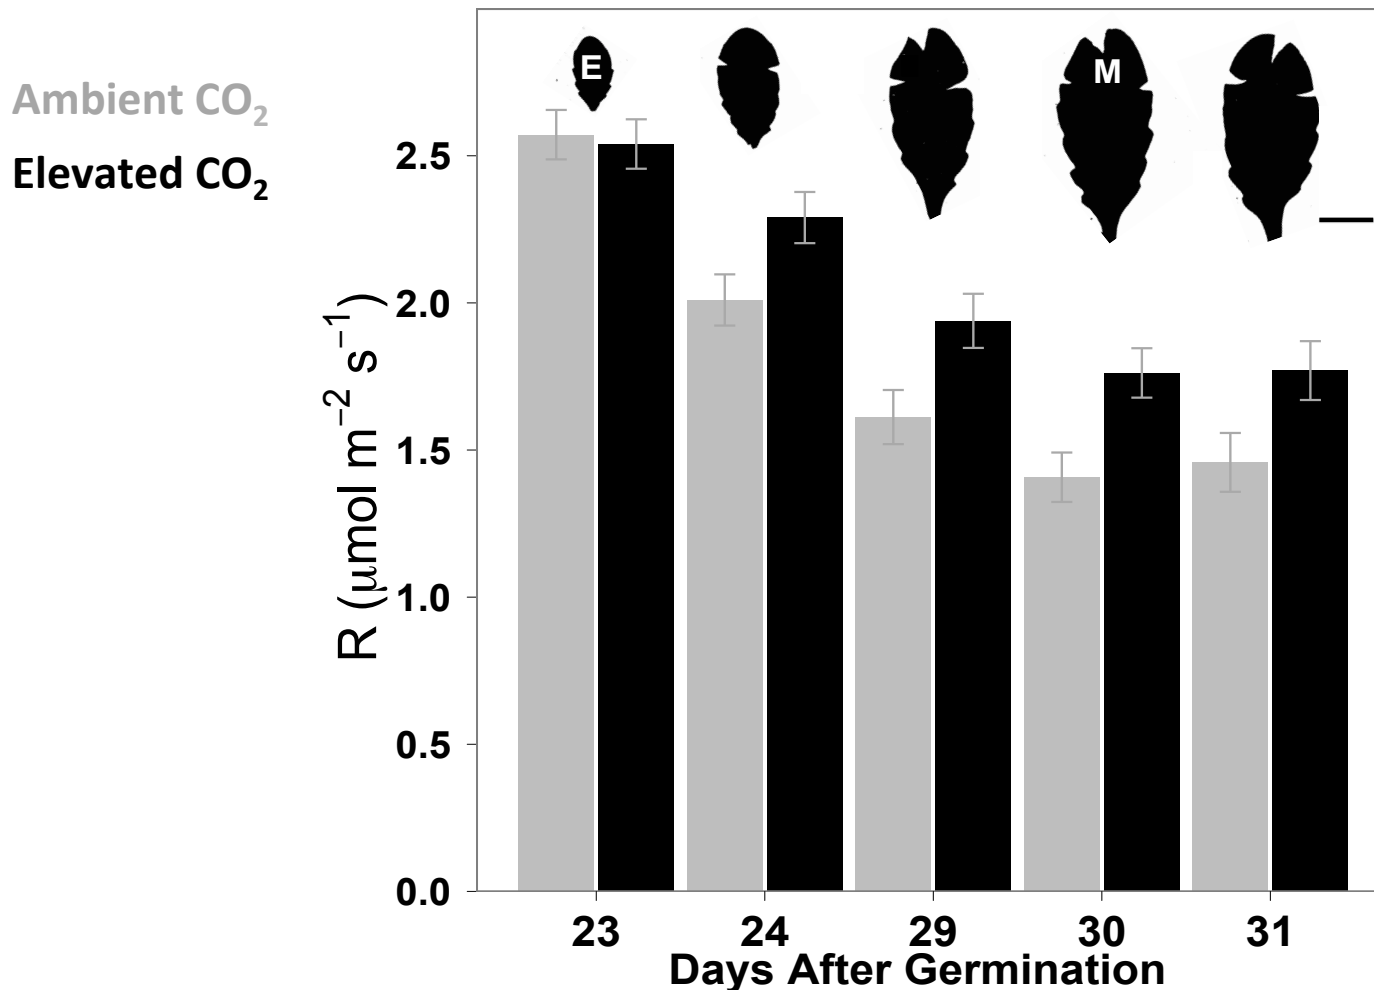 Ambient CO₂
Elevated CO₂
E
M
R (μmol m⁻² s⁻¹)
2.5
2.0
1.5
1.0
0.5
0.0
23 24 29 30 31
Days After Germination